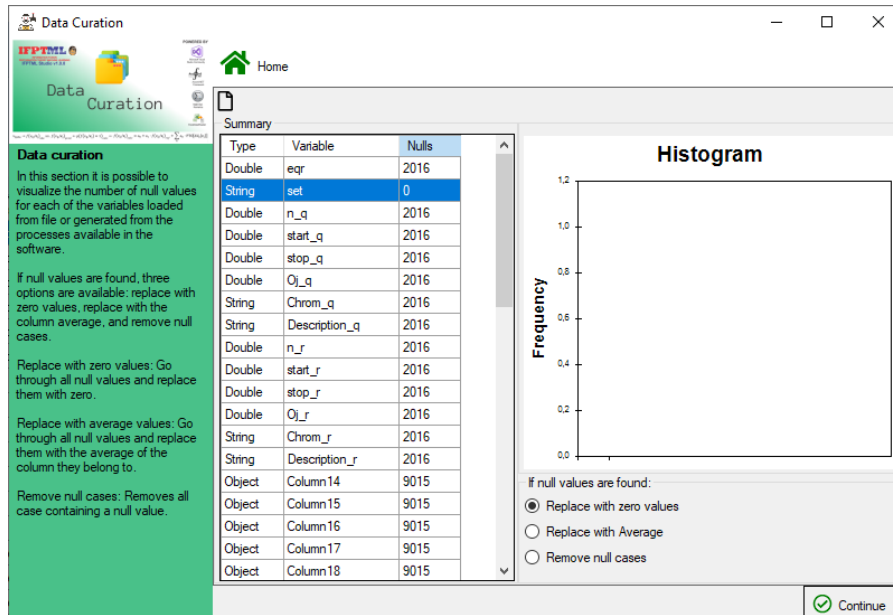 Data Curation
IFPTML
IFPTML Studio v1.0.0
POWERED BY
Data
Curation
Home
Data curation
In this section it is possible to
visualize the number of null values
for each of the variables loaded
from file or generated from the
processes available in the
software.
If null values are found, three
options are available: replace with
zero values, replace with the
column average, and remove null
cases.
Replace with zero values: Go
through all null values and replace
them with zero.
Replace with average values: Go
through all null values and replace
them with the average of the
column they belong to.
Remove null cases: Removes all
case containing a null value.
Summary
Type Variable Nulls
Double eqr 2016
String set 0
Double n_q 2016
Double start_q 2016
Double stop_q 2016
Double Oj_q 2016
String Chrom_q 2016
String Description_q 2016
Double n_r 2016
Double start_r 2016
Double stop_r 2016
Double Oj_r 2016
String Chrom_r 2016
String Description_r 2016
Object Column14 9015
Object Column15 9015
Object Column16 9015
Object Column17 9015
Object Column18 9015
Histogram
Frequency
1,2
1,0
0,8
0,6
0,4
0,2
0,0
If null values are found:
Replace with zero values
Replace with Average
Remove null cases
Continue